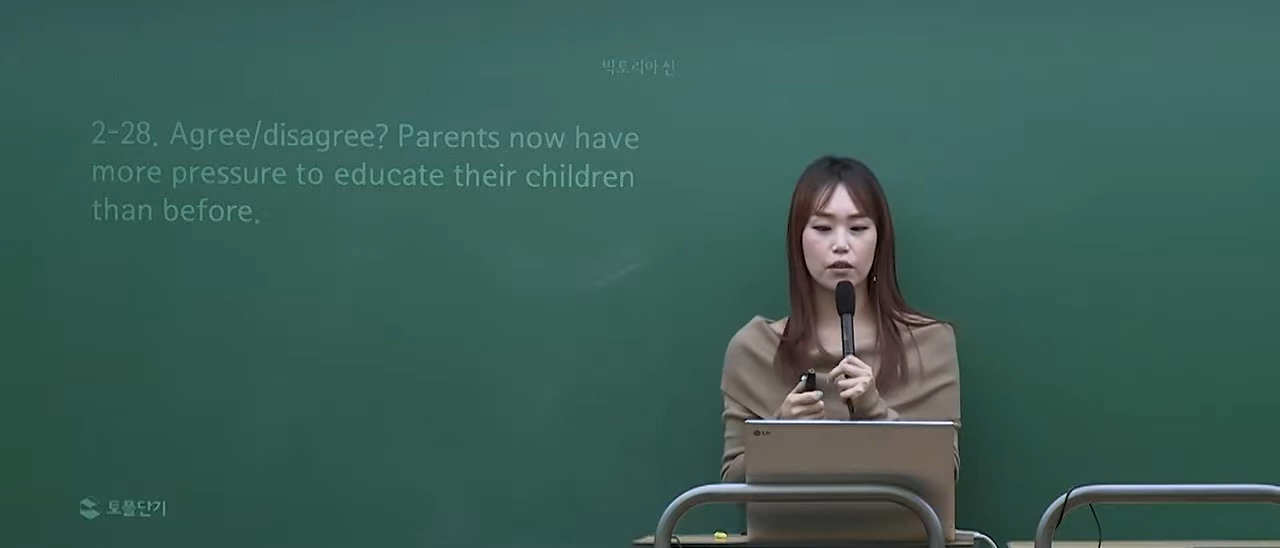 빅토리아 신
2-28. Agree/disagree? Parents now have
more pressure to educate their children
than before.
토플단기
LG